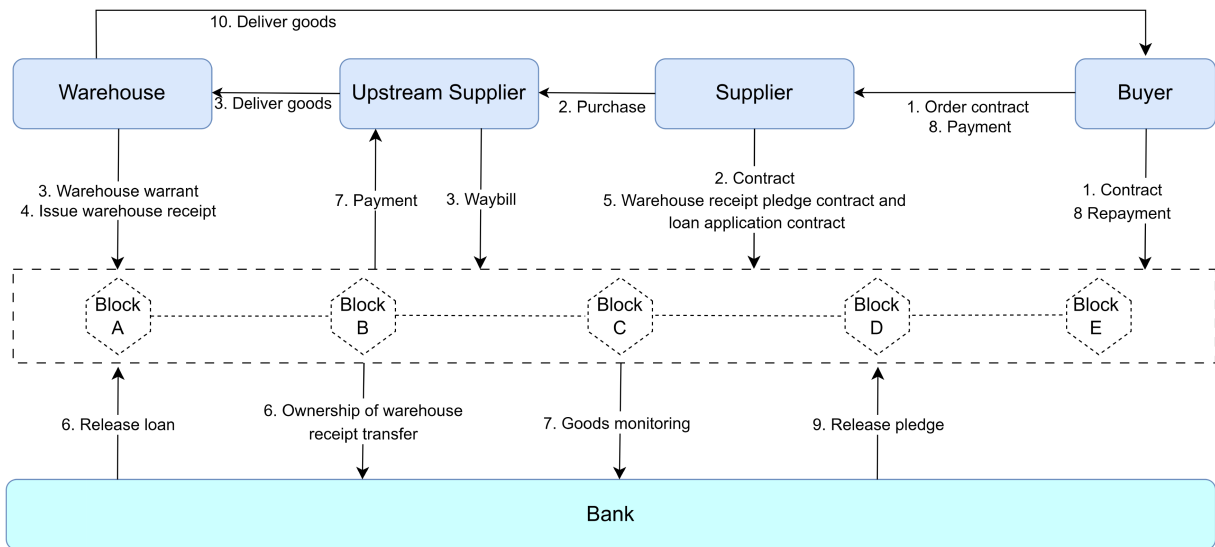 10. Deliver goods
Warehouse
Upstream Supplier
Supplier
Buyer
3. Deliver goods
2. Purchase
1. Order contract
8. Payment
3. Warehouse warrant
4. Issue warehouse receipt
7. Payment
3. Waybill
2. Contract
5. Warehouse receipt pledge contract and
loan application contract
1. Contract
8 Repayment
Block
A
Block
B
Block
C
Block
D
Block
E
6. Release loan
6. Ownership of warehouse
receipt transfer
7. Goods monitoring
9. Release pledge
Bank